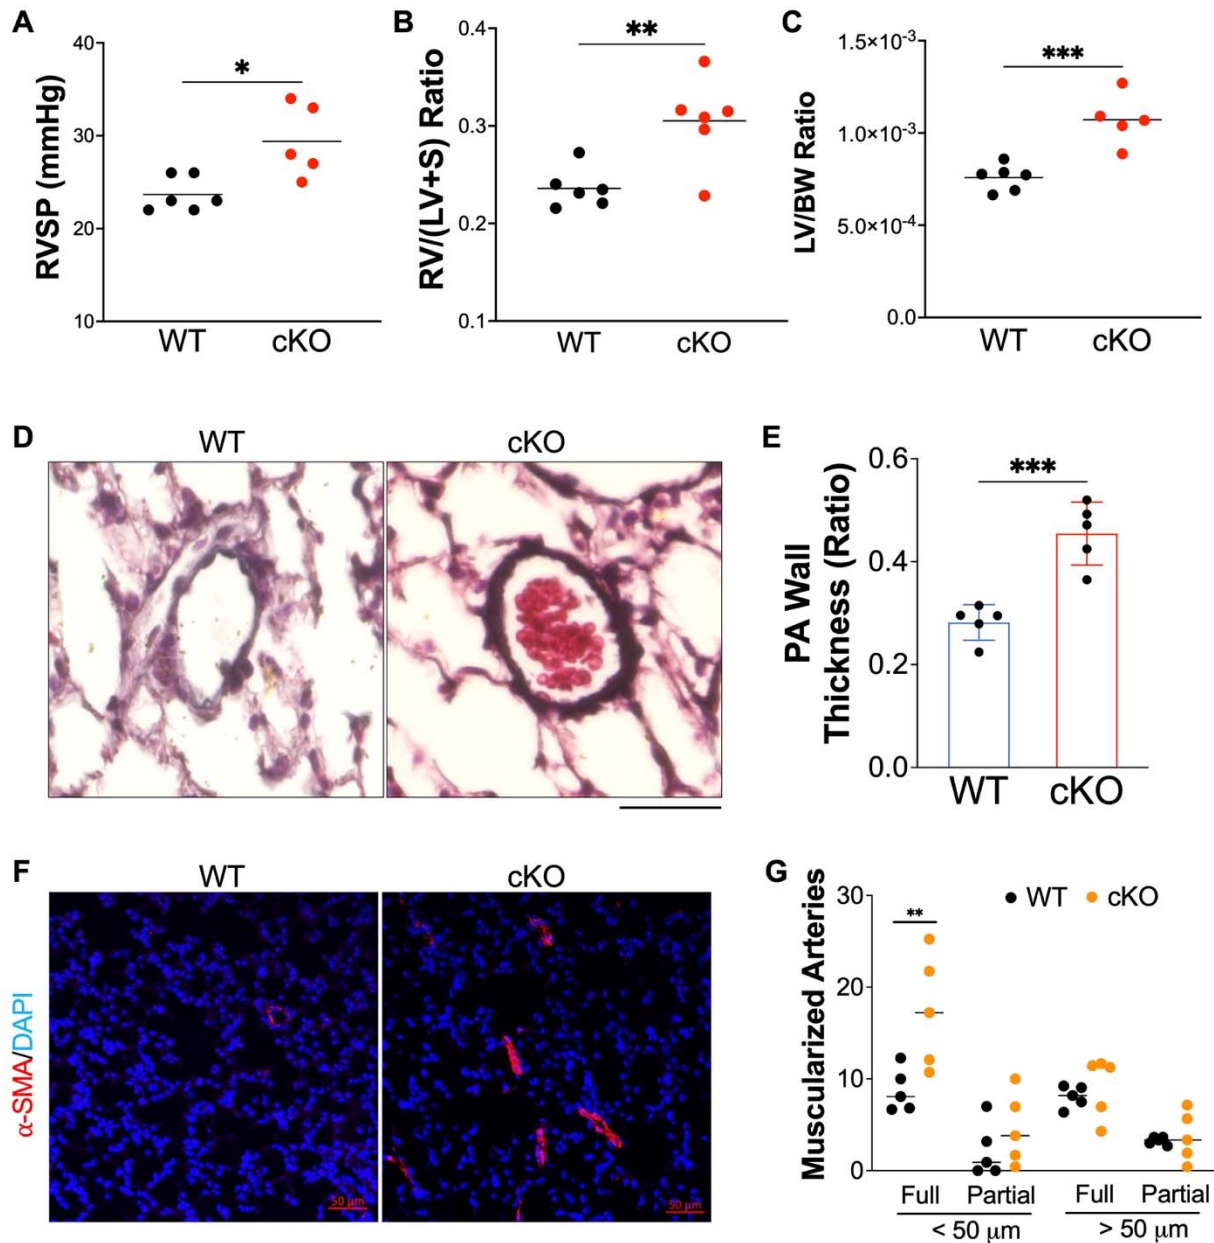 A
RVSP (mmHg)
40
30
20
10
*
WT
cKO
B
RV/(LV+S) Ratio
0.4
0.3
0.2
0.1
**
WT
cKO
C
LV/BW Ratio
1.5×10⁻³
1.0×10⁻³
5.0×10⁻⁴
0.0
***
WT
cKO
D
WT
cKO
E
PA Wall
Thickness (Ratio)
0.6
0.4
0.2
0.0
***
WT
cKO
F
WT
cKO
α-SMA/DAPI
50 µm
50 µm
G
Muscularized Arteries
30
20
10
0
WT
cKO
**
Full
Partial
Full
Partial
< 50 µm
> 50 µm